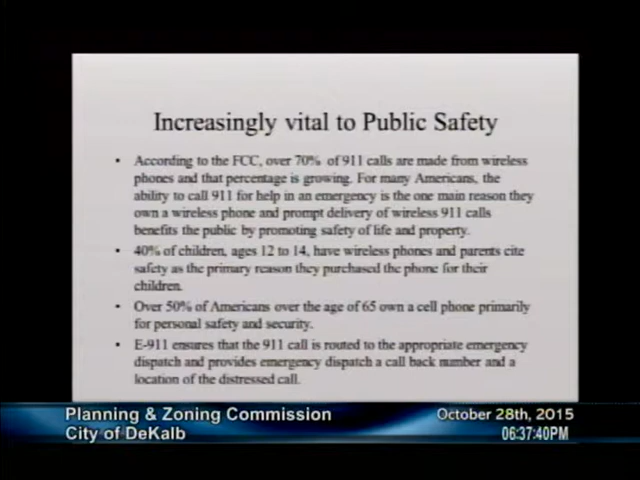 Increasingly vital to Public Safety
• According to the FCC, over 70% of 911 calls are made from wireless
phones and that percentage is growing. For many Americans, the
ability to call 911 for help in an emergency is the one main reason they
own a wireless phone and prompt delivery of wireless 911 calls
benefits the public by promoting safety of life and property.
• 40% of children, ages 12 to 14, have wireless phones and parents cite
safety as the primary reason they purchased the phone for their
children.
• Over 50% of Americans over the age of 65 own a cell phone primarily
for personal safety and security.
• E-911 ensures that the 911 call is routed to the appropriate emergency
dispatch and provides emergency dispatch a call back number and a
location of the distressed call.
Planning & Zoning Commission October 28th, 2015
City of DeKalb 06:37:40PM